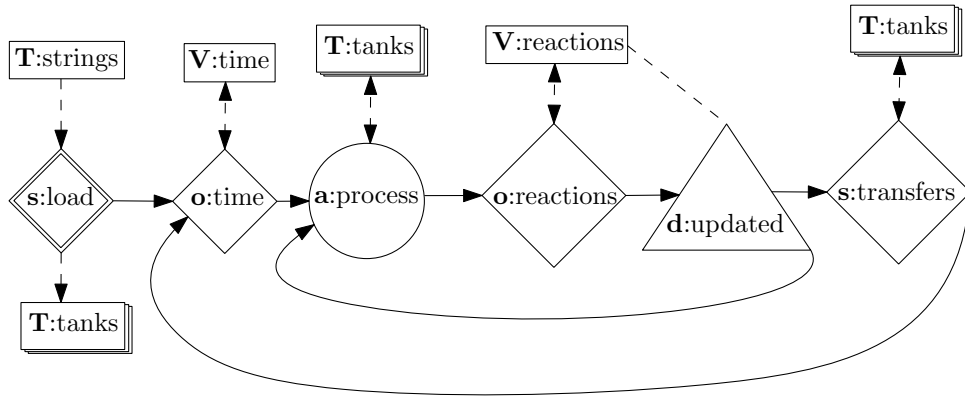 T:strings
V:time
T:tanks
V:reactions
T:tanks
s:load
o:time
a:process
o:reactions
d:updated
s:transfers
T:tanks